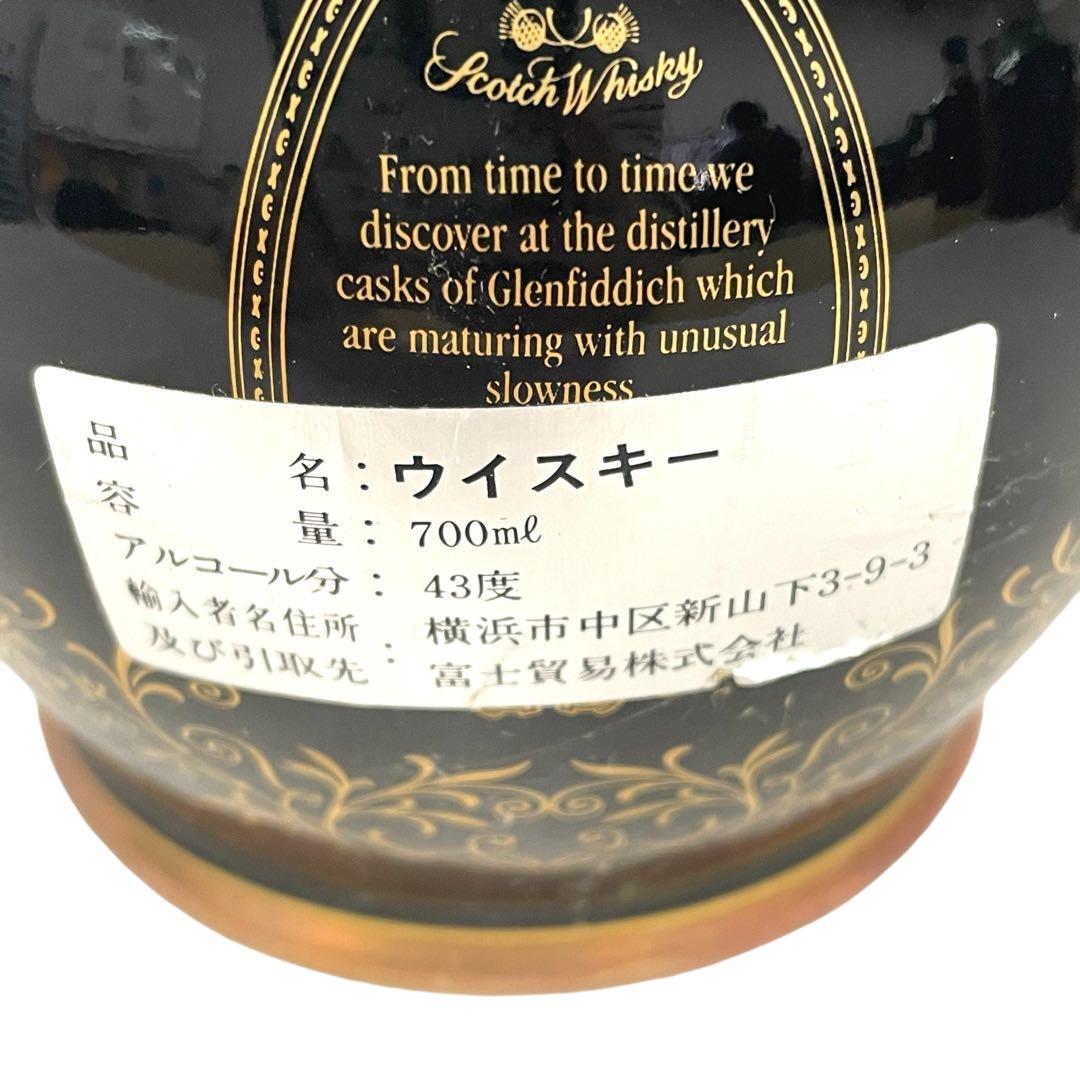 Scotch Whisky
From time to time we
discover at the distillery
casks of Glenfiddich which
are maturing with unusual
slowness
品名：ウイスキー
容量：700mℓ
アルコール分：43度
輸入者名住所及び引取先：横浜市中区新山下3-9-3
富士貿易株式会社